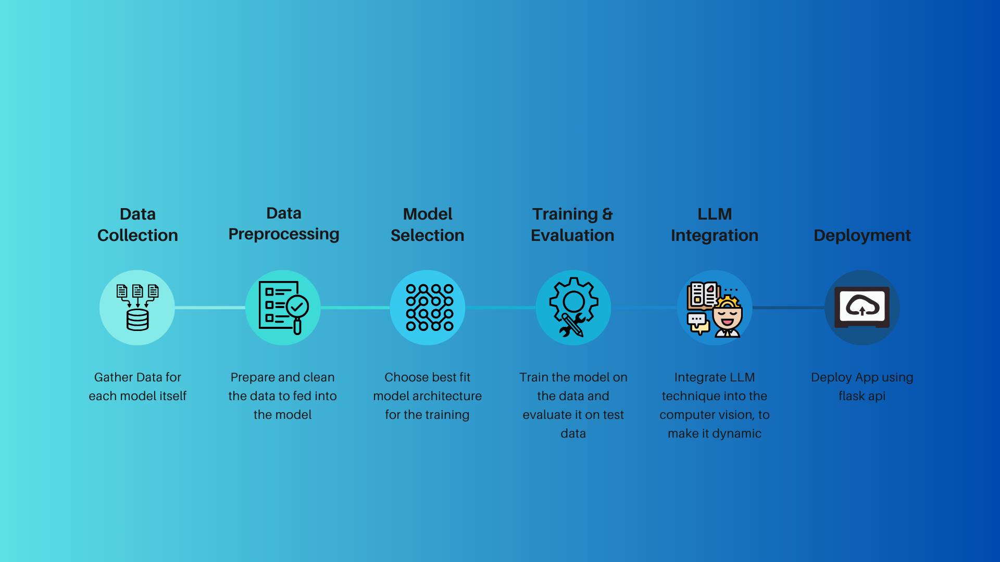 Data
Collection
Gather Data for
each model itself
Data
Preprocessing
Prepare and clean
the data to fed into
the model
Model
Selection
Choose best fit
model architecture
for the training
Training &
Evaluation
Train the model on
the data and
evaluate it on test
data
LLM
Integration
Integrate LLM
technique into the
computer vision, to
make it dynamic
Deployment
Deploy App using
flask api